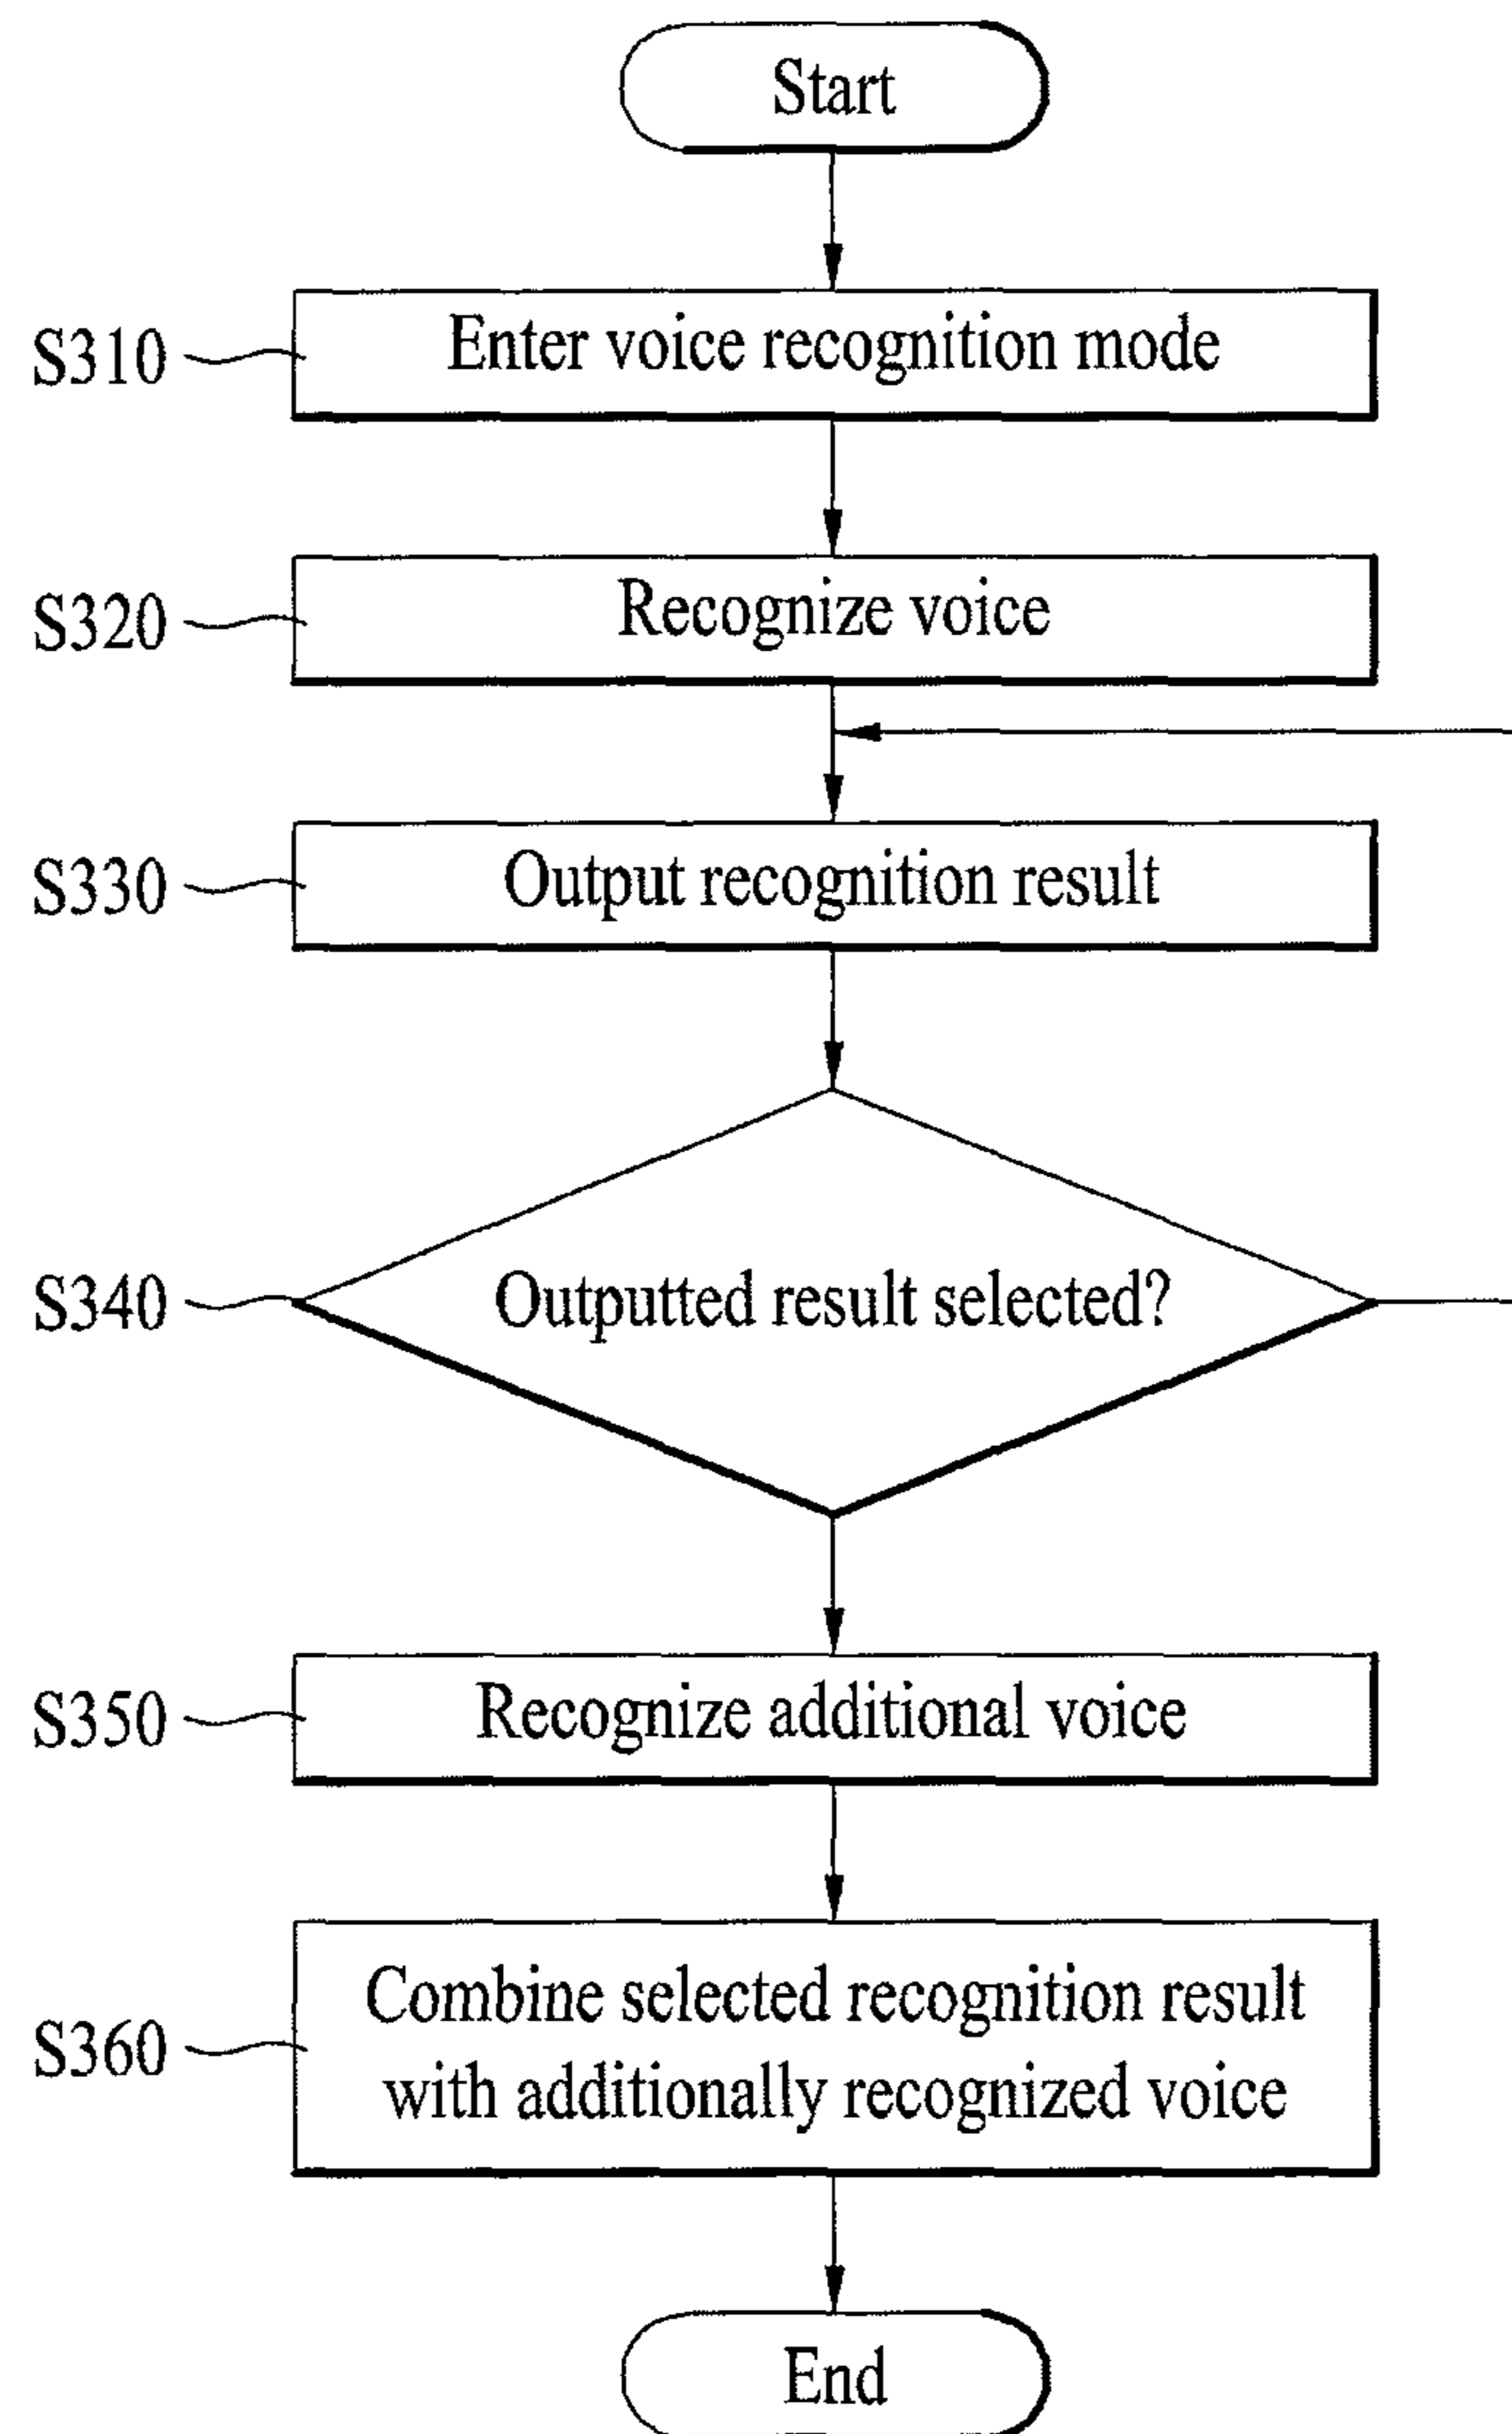 Start
S310
Enter voice recognition mode
S320
Recognize voice
S330
Output recognition result
S340
Outputted result selected?
S350
Recognize additional voice
S360
Combine selected recognition result
with additionally recognized voice
End